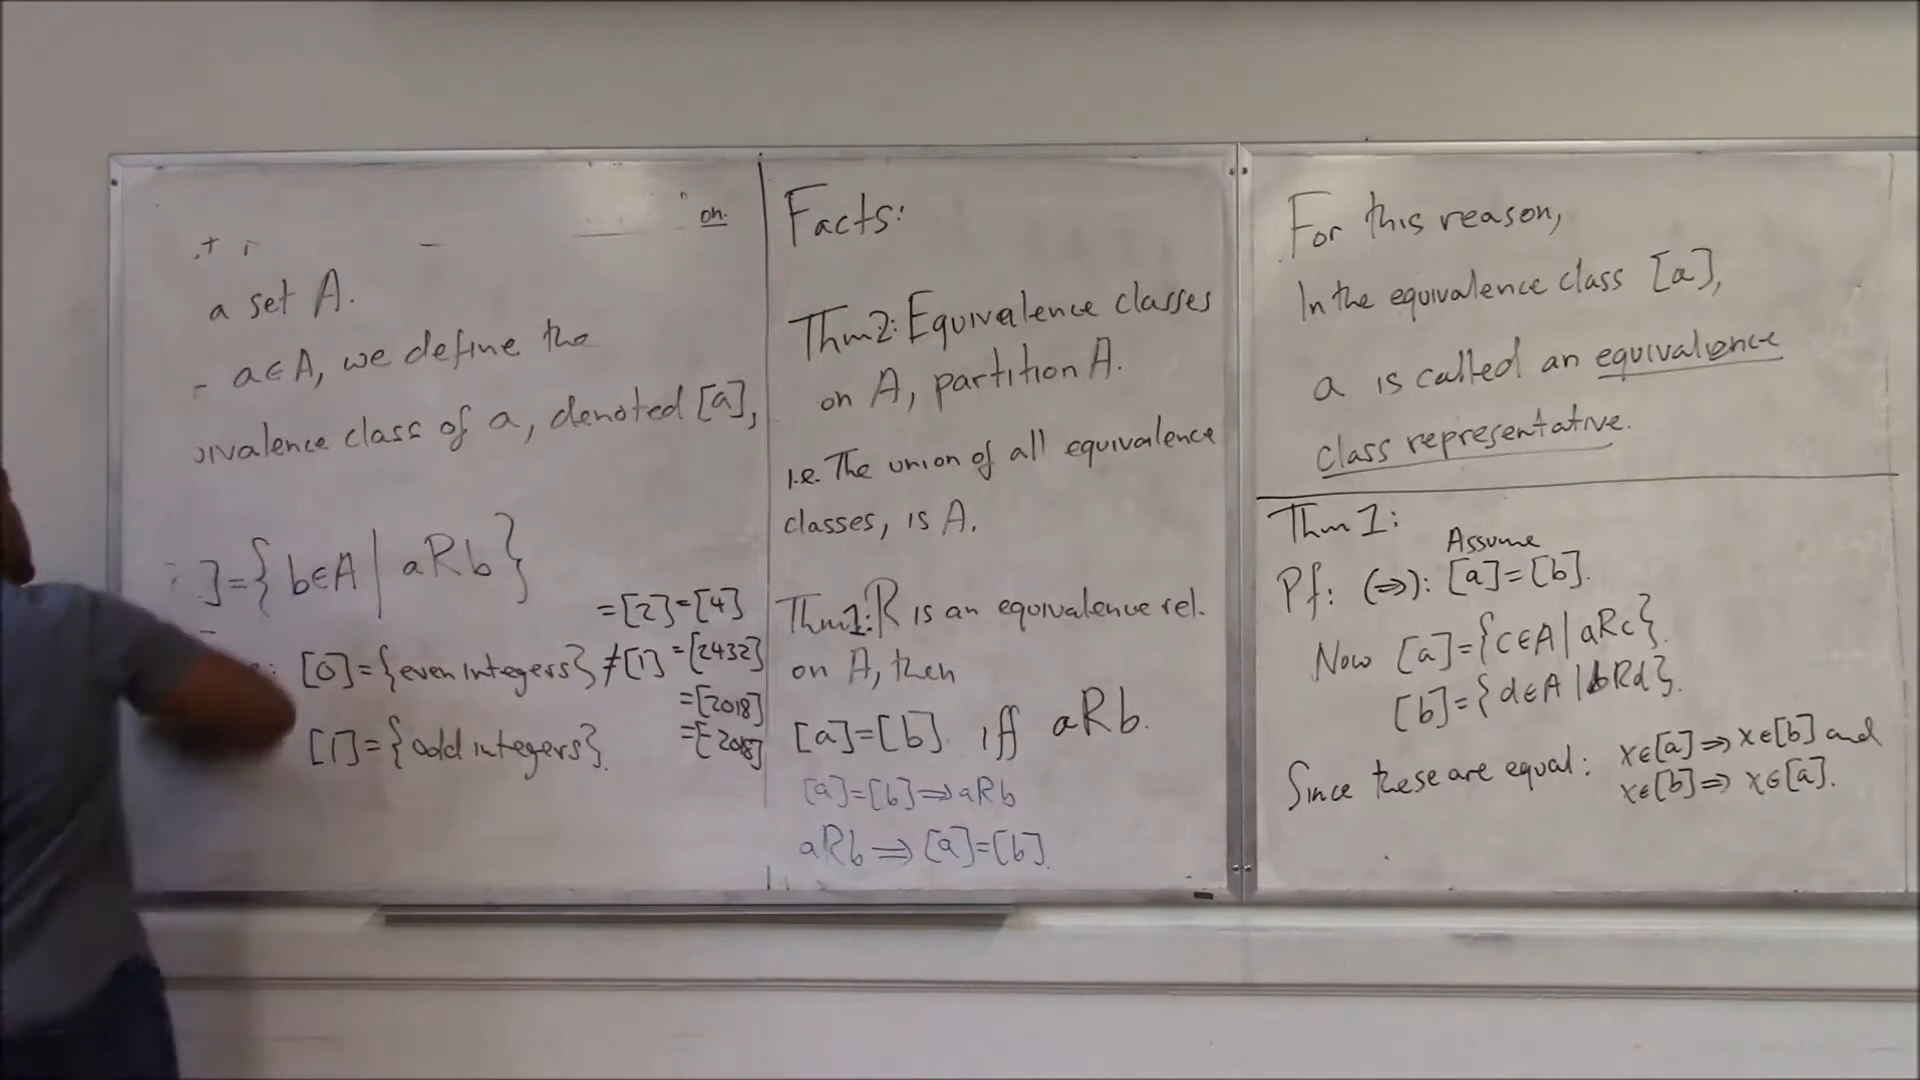 on.
a set A.
a∈A, we define the
ivalence class of a, denoted [a],
]={b∈A | aRb}
=[2]=[4]
: [0]={even integers}≠[1] =[2432]
=[2018]
[1]={odd integers}. =[-2018]
Facts:
Thm2: Equivalence classes
on A, partition A.
i.e. The union of all equivalence
classes, is A.
Thm1: R is an equivalence rel.
on A, then
[a]=[b] iff aRb.
[a]=[b]⇒aRb
aRb⇒[a]=[b].
For this reason,
In the equivalence class [a],
a is called an equivalence
class representative.
Thm 1:
Assume
Pf: (⇒): [a]=[b].
Now [a]={c∈A | aRc}.
[b]={d∈A | bRd}.
Since these are equal: x∈[a]⇒x∈[b] and
x∈[b]⇒x∈[a].